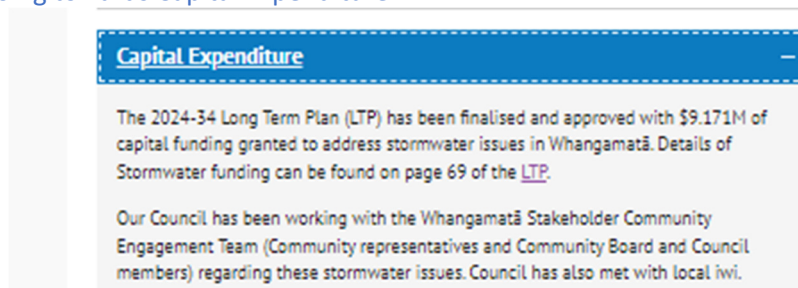 Capital Expenditure
The 2024-34 Long Term Plan (LTP) has been finalised and approved with $9.171M of
capital funding granted to address stormwater issues in Whangamatā. Details of
Stormwater funding can be found on page 69 of the LTP.
Our Council has been working with the Whangamatā Stakeholder Community
Engagement Team (Community representatives and Community Board and Council
members) regarding these stormwater issues. Council has also met with local iwi.